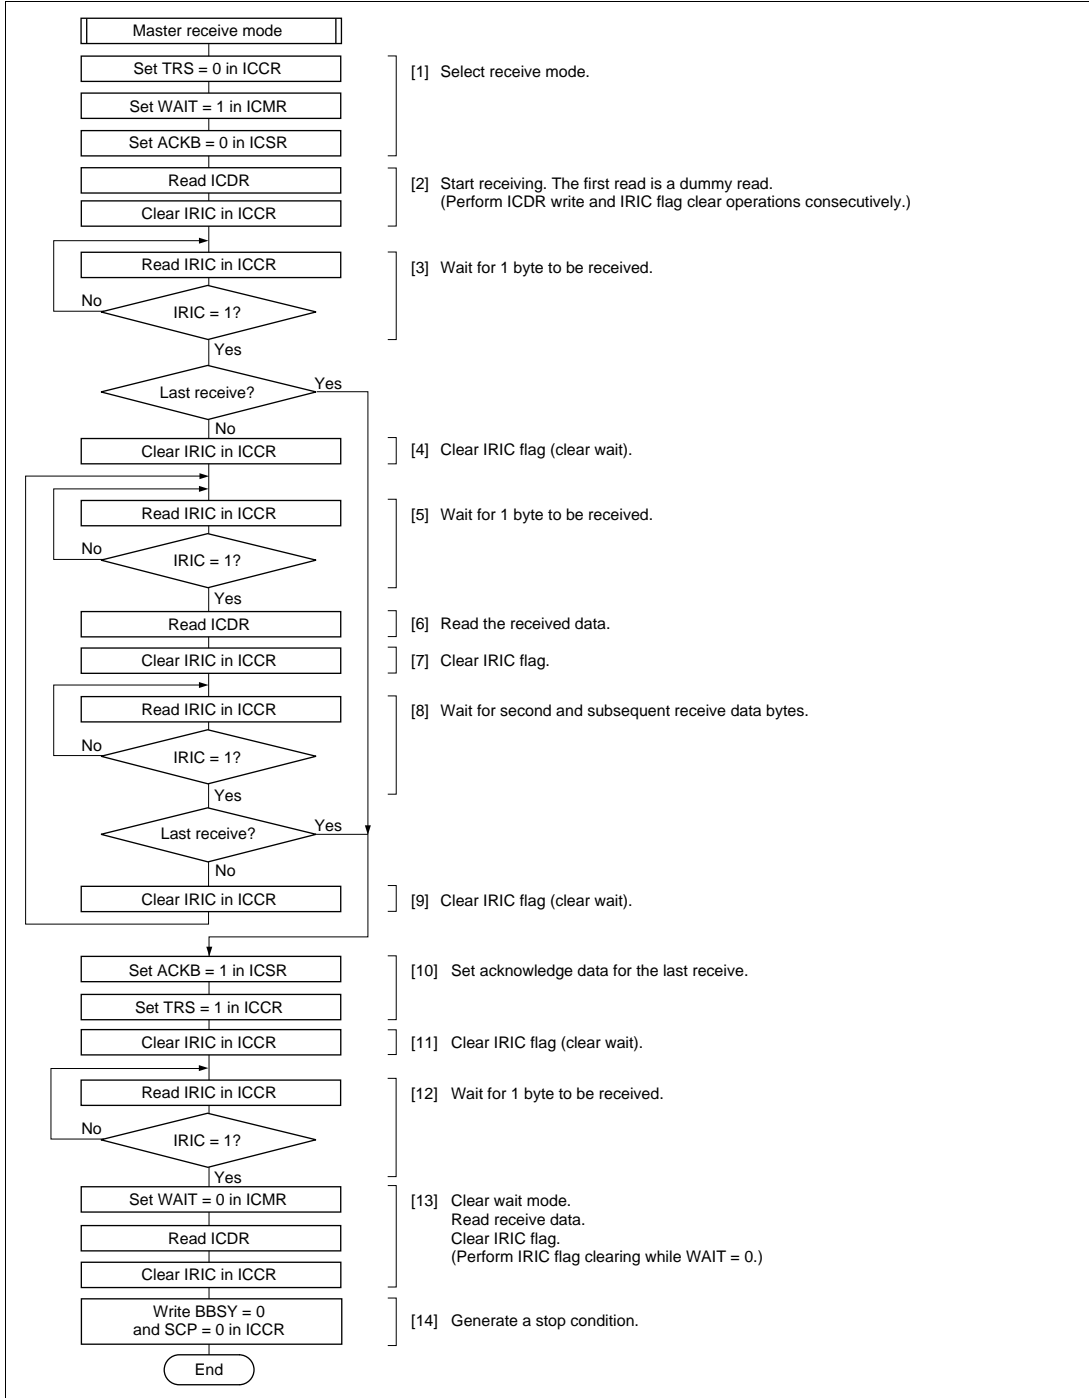 Master receive mode
Set TRS = 0 in ICCR
[1] Select receive mode.
Set WAIT = 1 in ICMR
Set ACKB = 0 in ICSR
Read ICDR
[2] Start receiving. The first read is a dummy read.
(Perform ICDR write and IRIC flag clear operations consecutively.)
Clear IRIC in ICCR
Read IRIC in ICCR
[3] Wait for 1 byte to be received.
No
IRIC = 1?
Yes
Last receive?
Yes
No
Clear IRIC in ICCR
[4] Clear IRIC flag (clear wait).
Read IRIC in ICCR
[5] Wait for 1 byte to be received.
No
IRIC = 1?
Yes
Read ICDR
[6] Read the received data.
Clear IRIC in ICCR
[7] Clear IRIC flag.
Read IRIC in ICCR
[8] Wait for second and subsequent receive data bytes.
No
IRIC = 1?
Yes
Last receive?
Yes
No
Clear IRIC in ICCR
[9] Clear IRIC flag (clear wait).
Set ACKB = 1 in ICSR
[10] Set acknowledge data for the last receive.
Set TRS = 1 in ICCR
Clear IRIC in ICCR
[11] Clear IRIC flag (clear wait).
Read IRIC in ICCR
[12] Wait for 1 byte to be received.
No
IRIC = 1?
Yes
Set WAIT = 0 in ICMR
[13] Clear wait mode.
Read receive data.
Read ICDR
Clear IRIC flag.
(Perform IRIC flag clearing while WAIT = 0.)
Clear IRIC in ICCR
Write BBSY = 0
and SCP = 0 in ICCR
[14] Generate a stop condition.
End